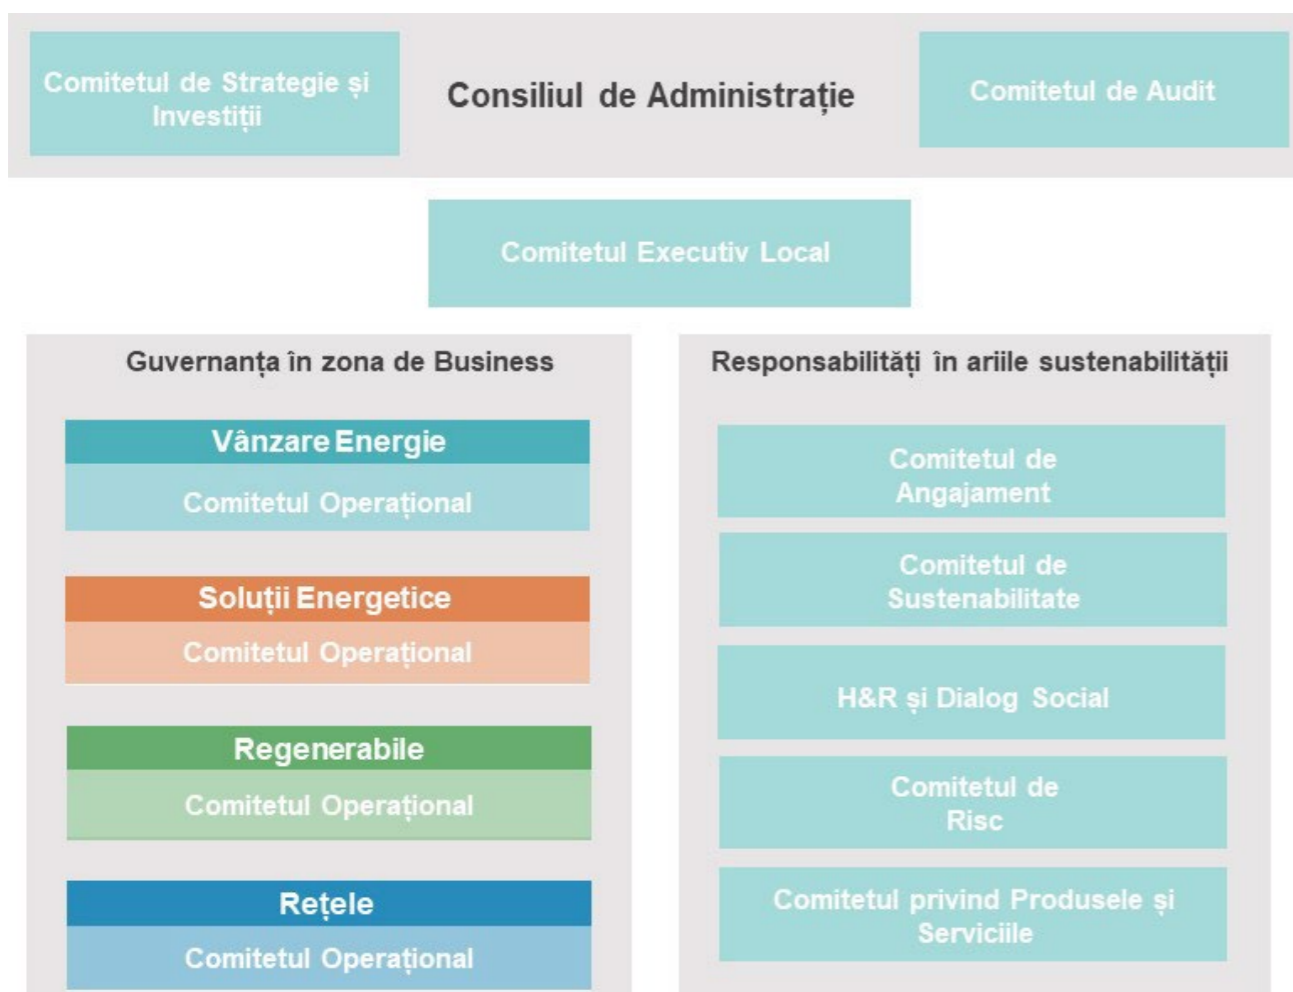 Comitetul de Strategie și
Investiții
Consiliul de Administrație
Comitetul de Audit
Comitetul Executiv Local
Guvernanța în zona de Business
Vânzare Energie
Comitetul Operațional
Soluții Energetice
Comitetul Operațional
Regenerabile
Comitetul Operațional
Rețele
Comitetul Operațional
Responsabilități în ariile sustenabilității
Comitetul de
Angajament
Comitetul de
Sustenabilitate
H&R și Dialog Social
Comitetul de
Risc
Comitetul privind Produsele și
Serviciile